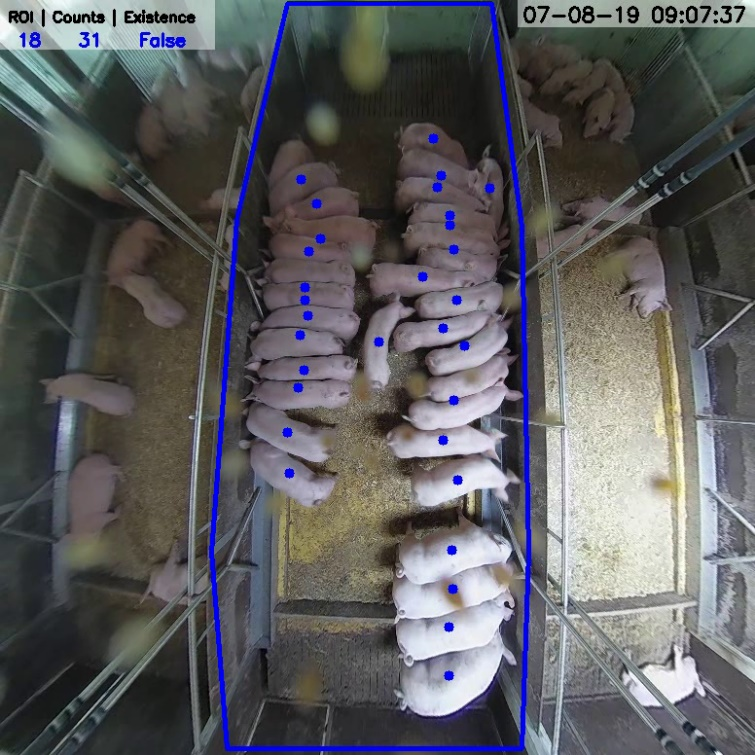 ROI | Counts | Existence
18 31 False
07-08-19 09:07:37